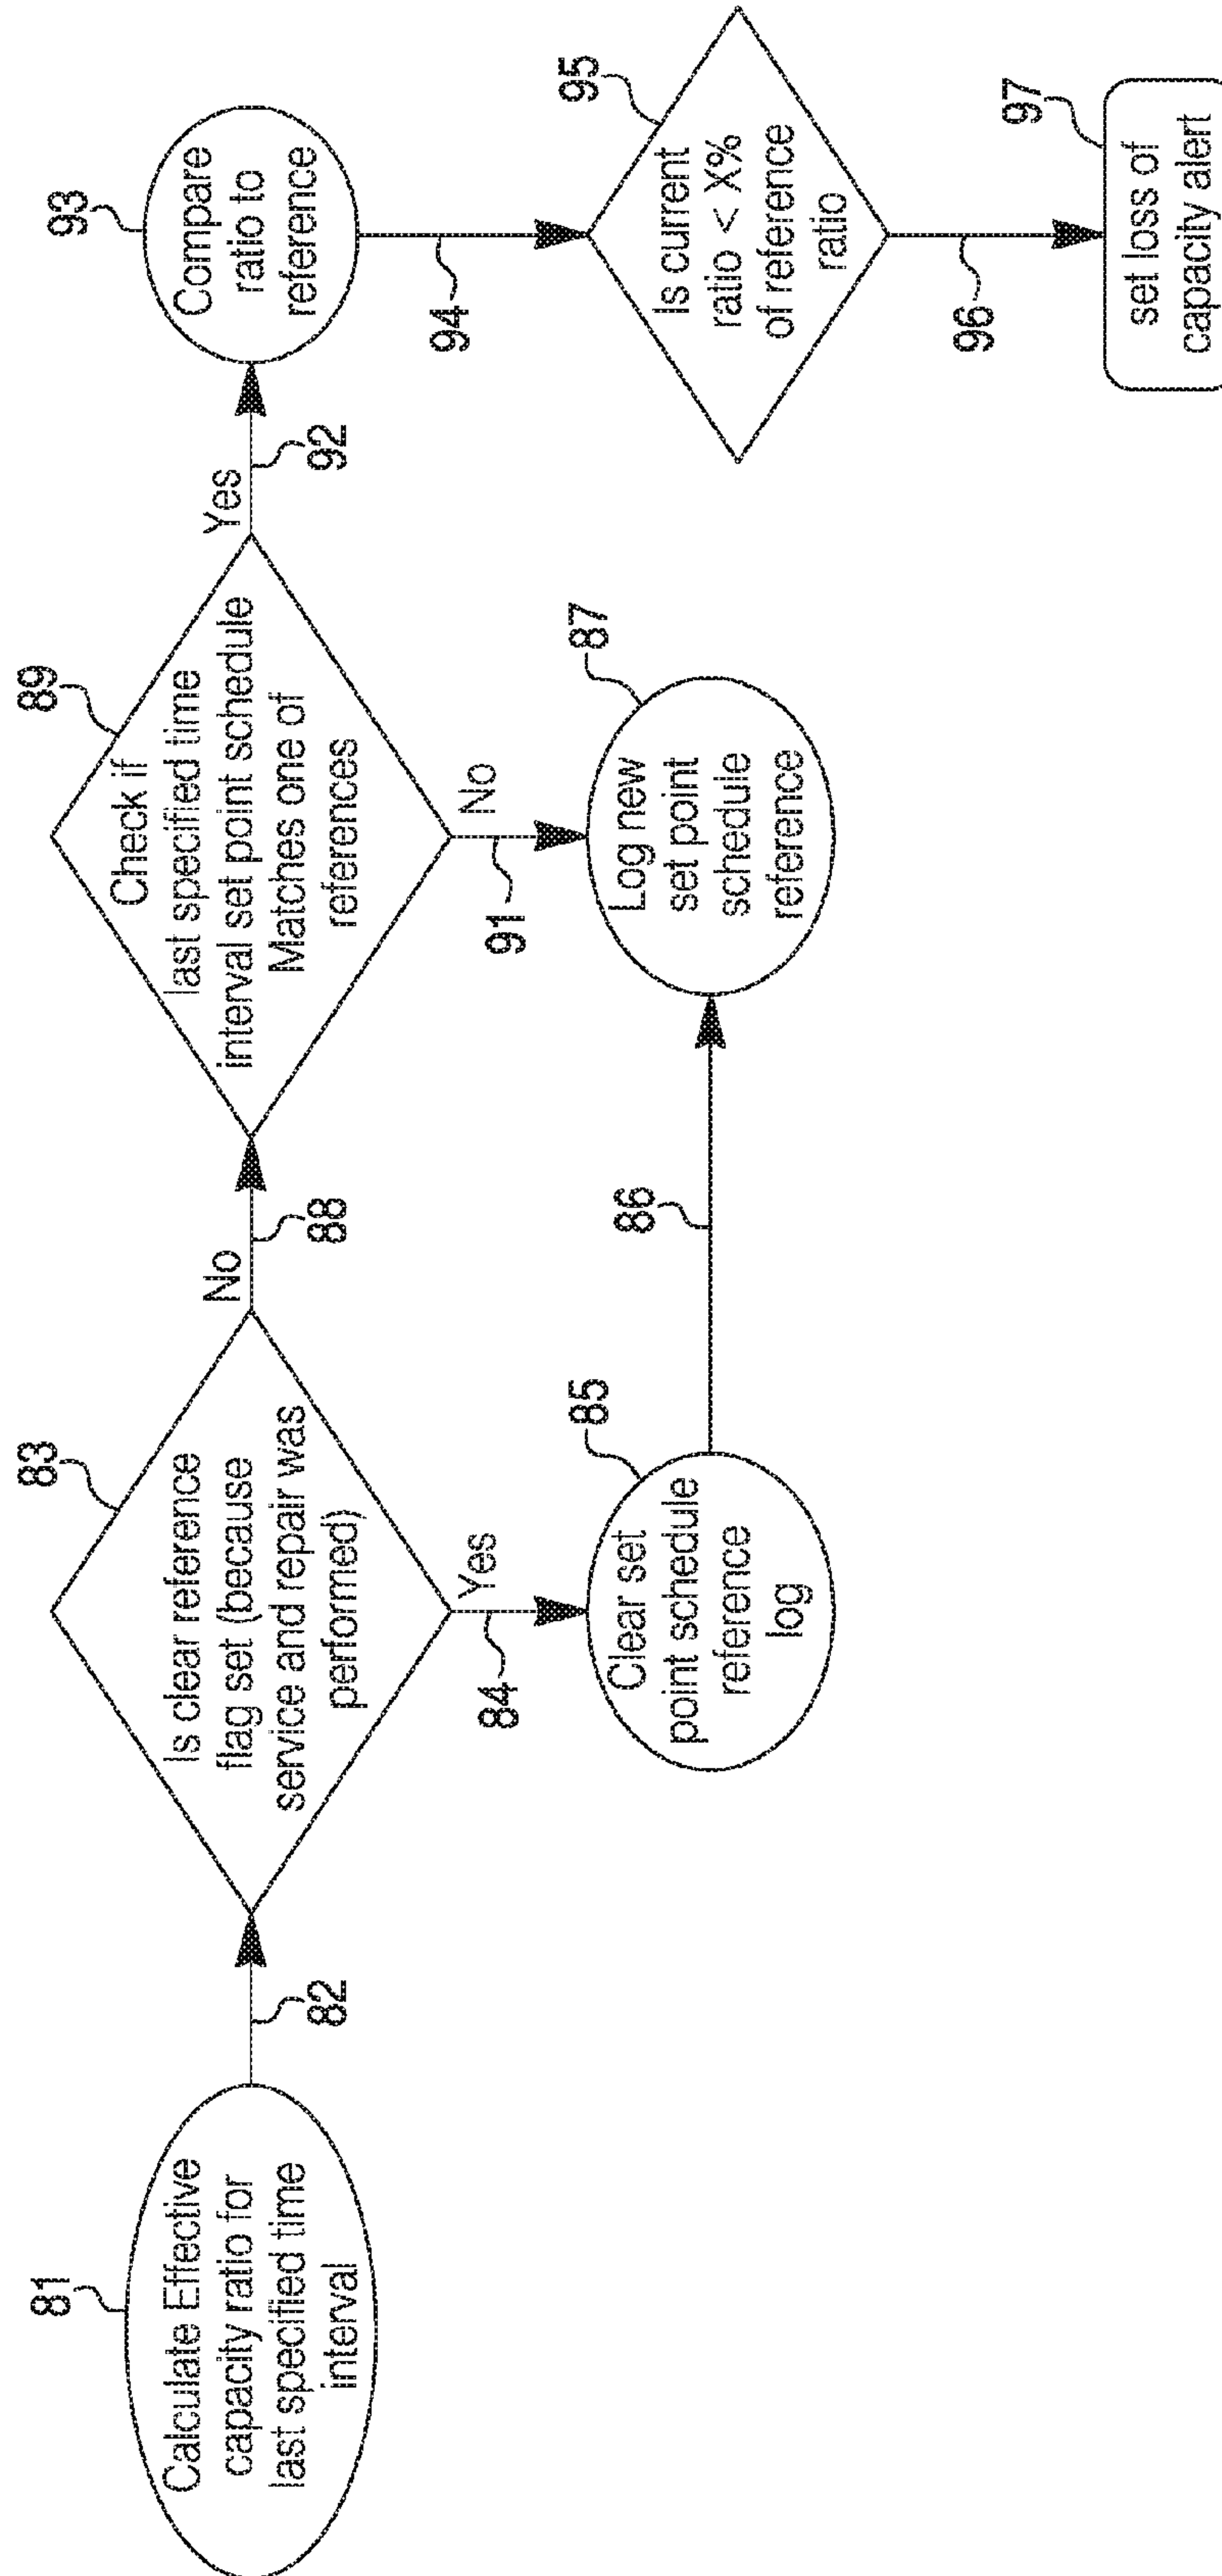 81
Calculate Effective
capacity ratio for
last specified time
interval
82
83
Is clear reference
flag set (because
service and repair was
performed)
No
88
Yes
84
85
Clear set
point schedule
reference
log
86
89
Check if
last specified time
interval set point schedule
Matches one of
references
Yes
92
No
91
87
Log new
set point
schedule
reference
93
Compare
ratio to
reference
94
95
Is current
ratio < X%
of reference
ratio
96
97
set loss of
capacity alert